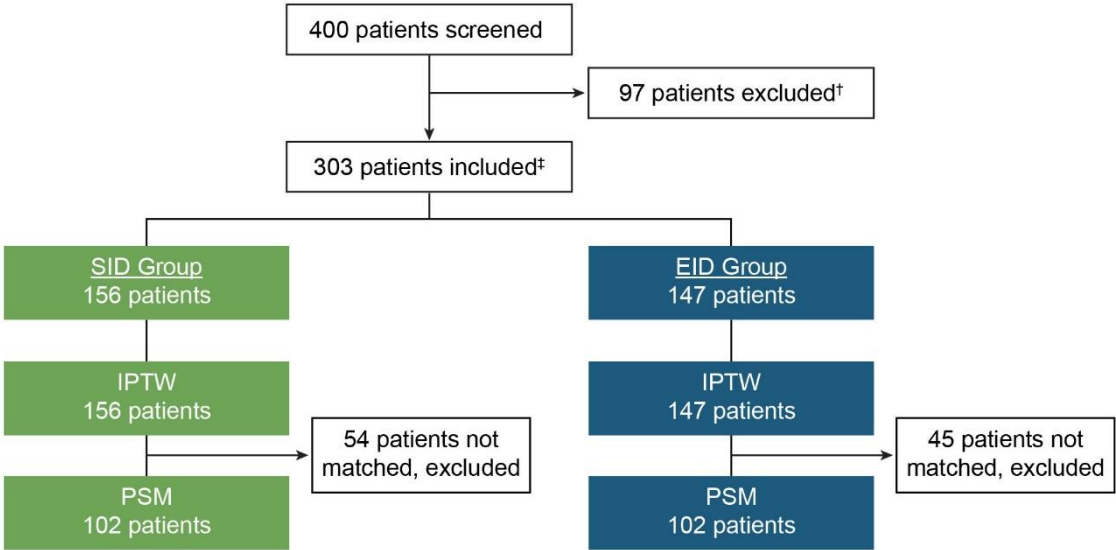 400 patients screened
97 patients excluded†
303 patients included‡
SID Group
156 patients
EID Group
147 patients
IPTW
156 patients
IPTW
147 patients
54 patients not
matched, excluded
45 patients not
matched, excluded
PSM
102 patients
PSM
102 patients